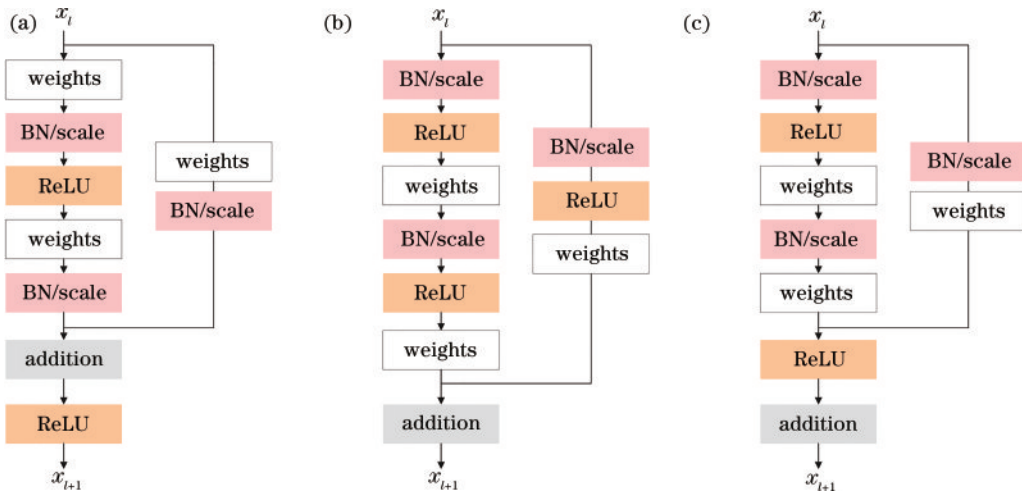 (a)
x_l
weights
BN/scale
ReLU
weights
BN/scale
weights
BN/scale
addition
ReLU
x_{l+1}
(b)
x_l
BN/scale
ReLU
weights
BN/scale
ReLU
weights
BN/scale
ReLU
weights
addition
x_{l+1}
(c)
x_l
BN/scale
ReLU
weights
BN/scale
weights
BN/scale
weights
ReLU
addition
x_{l+1}